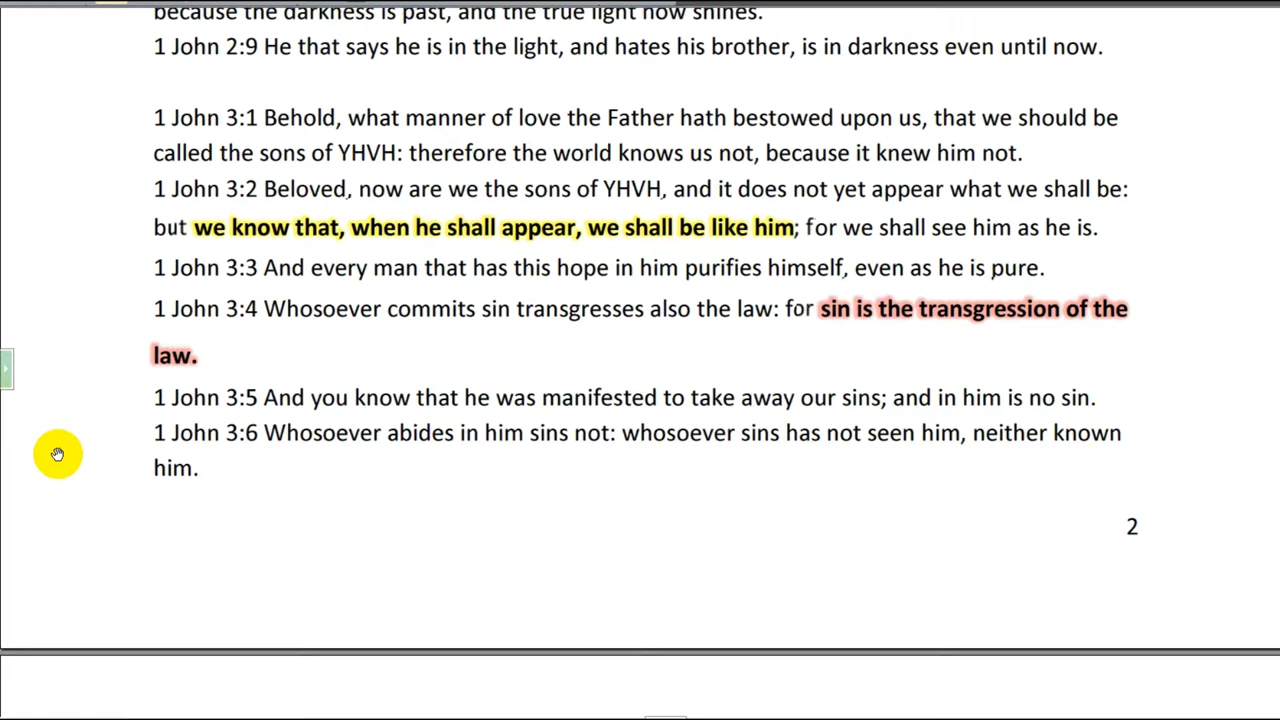 because the darkness is past, and the true light now shines.
1 John 2:9 He that says he is in the light, and hates his brother, is in darkness even until now.
1 John 3:1 Behold, what manner of love the Father hath bestowed upon us, that we should be
called the sons of YHVH: therefore the world knows us not, because it knew him not.
1 John 3:2 Beloved, now are we the sons of YHVH, and it does not yet appear what we shall be:
but we know that, when he shall appear, we shall be like him; for we shall see him as he is.
1 John 3:3 And every man that has this hope in him purifies himself, even as he is pure.
1 John 3:4 Whosoever commits sin transgresses also the law: for sin is the transgression of the
law.
1 John 3:5 And you know that he was manifested to take away our sins; and in him is no sin.
1 John 3:6 Whosoever abides in him sins not: whosoever sins has not seen him, neither known
him.
2